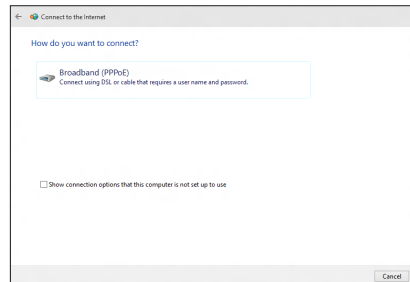 Connect to the Internet
How do you want to connect?
Broadband (PPPoE)
Connect using DSL or cable that requires a user name and password.
Show connection options that this computer is not set up to use
Cancel